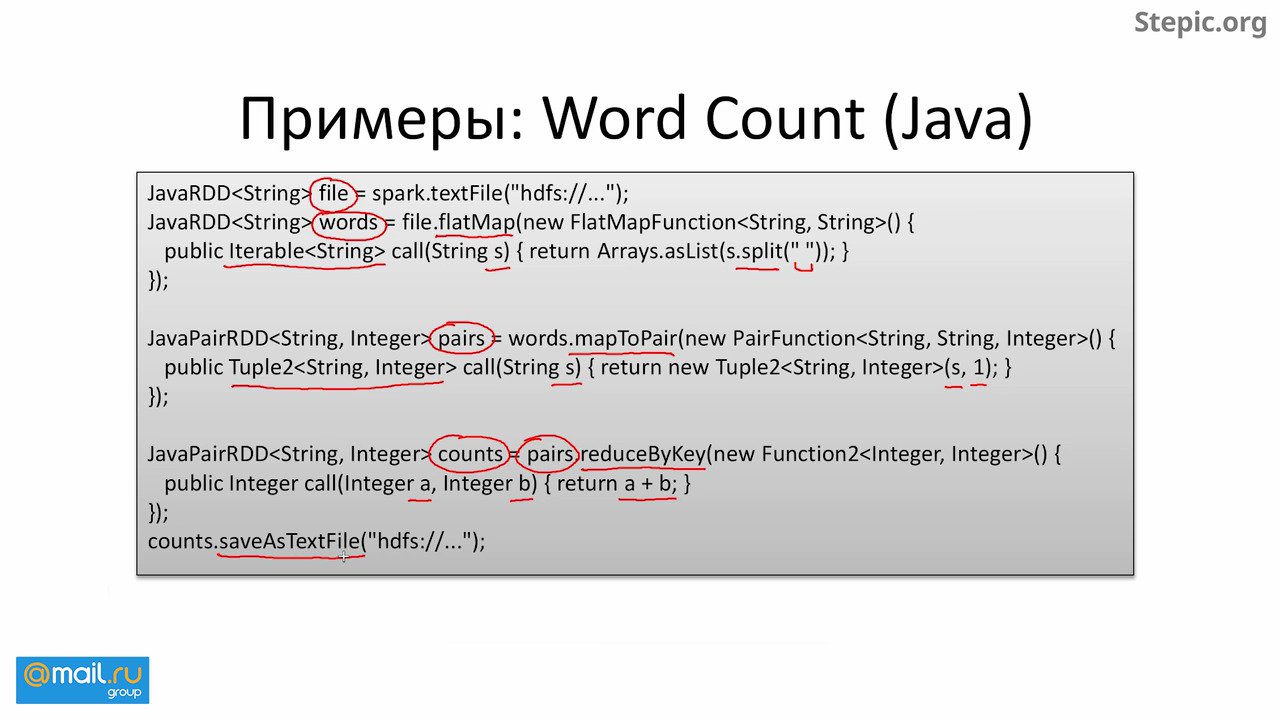 Stepic.org
Примеры: Word Count (Java)
JavaRDD<String> file = spark.textFile("hdfs://...");
JavaRDD<String> words = file.flatMap(new FlatMapFunction<String, String>() {
public Iterable<String> call(String s) { return Arrays.asList(s.split(" ")); }
});
JavaPairRDD<String, Integer> pairs = words.mapToPair(new PairFunction<String, String, Integer>() {
public Tuple2<String, Integer> call(String s) { return new Tuple2<String, Integer>(s, 1); }
});
JavaPairRDD<String, Integer> counts = pairs.reduceByKey(new Function2<Integer, Integer>() {
public Integer call(Integer a, Integer b) { return a + b; }
});
counts.saveAsTextFile("hdfs://...");
@mail.ru
group